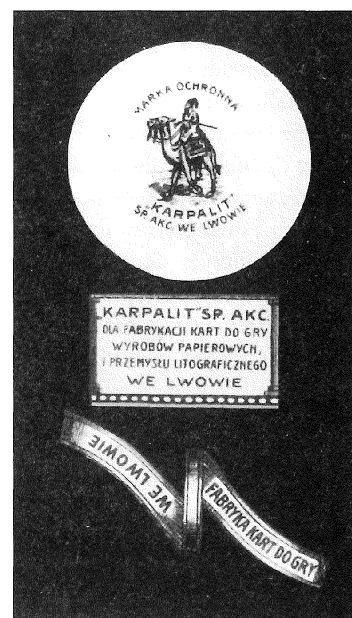 MARKA OCHRONNA
"KARPALIT"
SP. AKC. WE LWOWIE
KARPALIT" SP. AKC.
DLA FABRYKACJI KART DO GRY
WYROBÓW PAPIEROWYCH,
I PRZEMYSŁU LITOGRAFICZNEGO
WE LWOWIE
WE LWOWIE
FABRYKA KART DO GRY